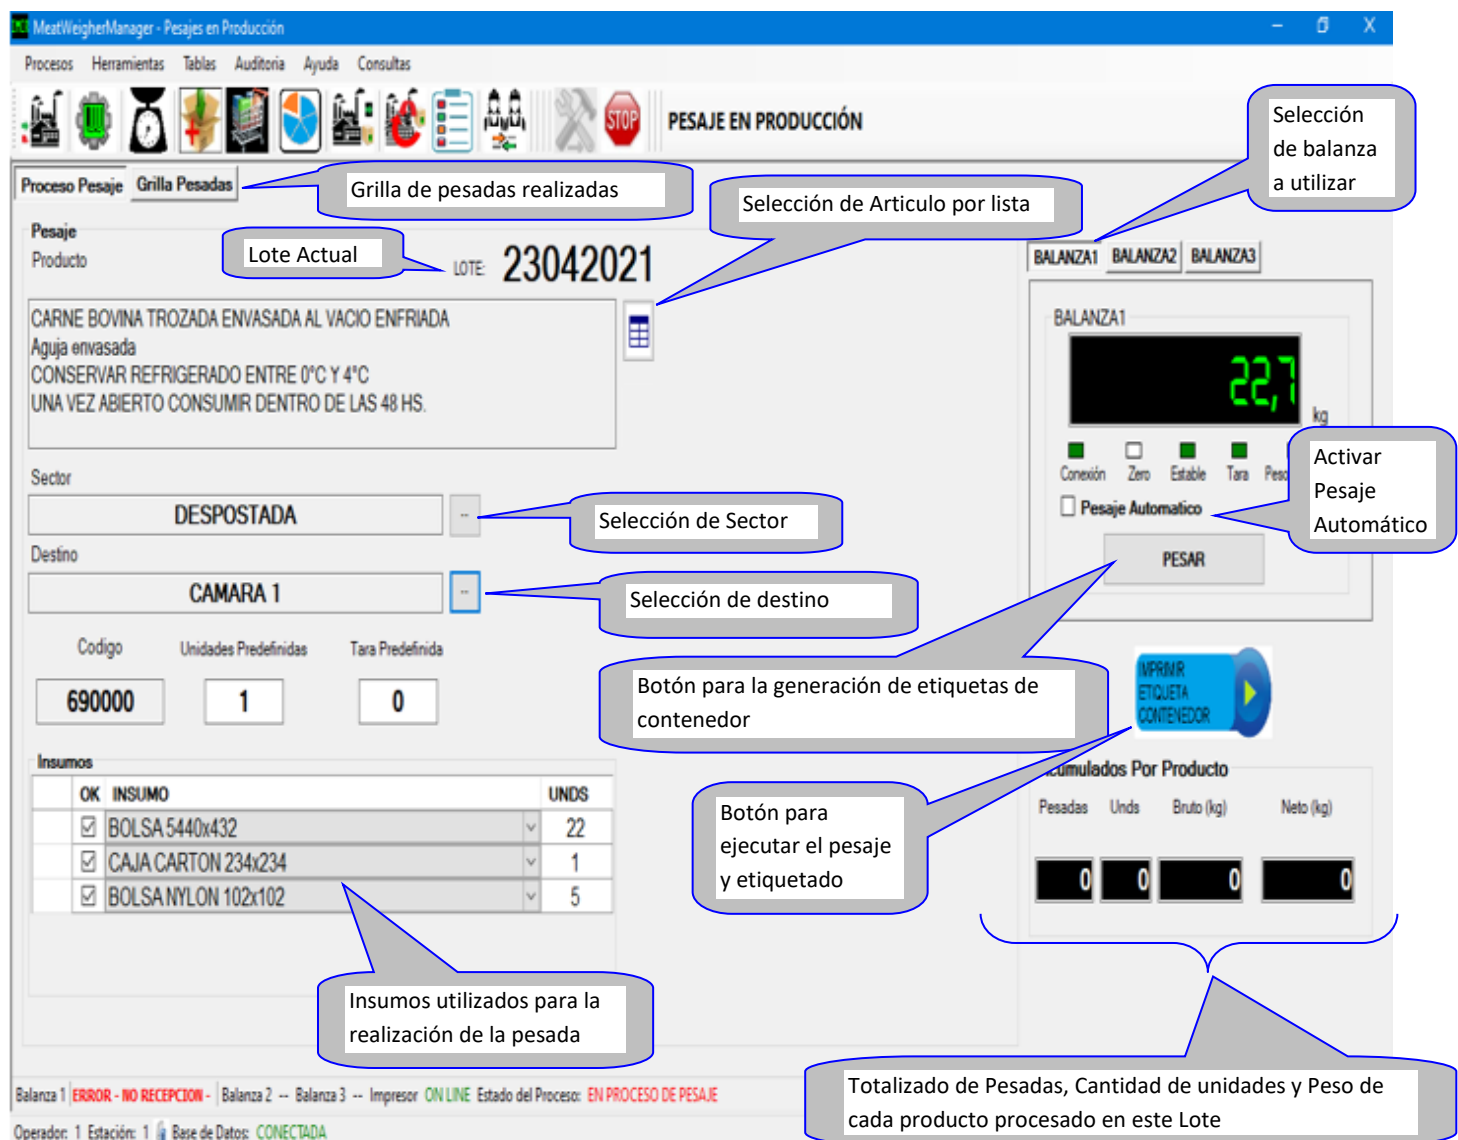 MeatWeigherManager - Pesajes en Producción
Procesos Herramientas Tablas Auditoria Ayuda Consultas
STOP
PESAJE EN PRODUCCIÓN
Selección
de balanza
a utilizar
Proceso Pesaje Grilla Pesadas
Grilla de pesadas realizadas
Selección de Articulo por lista
Pesaje
Producto
Lote Actual
LOTE: 23042021
BALANZA1 BALANZA2 BALANZA3
CARNE BOVINA TROZADA ENVASADA AL VACIO ENFRIADA
Aguja envasada
CONSERVAR REFRIGERADO ENTRE 0°C Y 4°C
UNA VEZ ABIERTO CONSUMIR DENTRO DE LAS 48 HS.
BALANZA1
22,7
kg
Conexión Zero Estable Tara Peso
Activar
Pesaje
Automático
Pesaje Automatico
PESAR
Sector
DESPOSTADA
--
Selección de Sector
Destino
CAMARA 1
--
Selección de destino
Codigo Unidades Predefinidas Tara Predefinida
690000 1 0
Botón para la generación de etiquetas de
contenedor
IMPRIMIR
ETIQUETA
CONTENEDOR
Insumos
OK INSUMO UNDS
BOLSA 5440x432 22
CAJA CARTON 234x234 1
BOLSA NYLON 102x102 5
Botón para
ejecutar el pesaje
y etiquetado
Acumulados Por Producto
Pesadas Unds Bruto (kg) Neto (kg)
0 0 0 0
Insumos utilizados para la
realización de la pesada
Totalizado de Pesadas, Cantidad de unidades y Peso de
cada producto procesado en este Lote
Balanza 1 ERROR - NO RECEPCION - Balanza 2 -- Balanza 3 -- Impresor ON LINE Estado del Proceso: EN PROCESO DE PESAJE
Operador: 1 Estación: 1 Base de Datos: CONECTADA